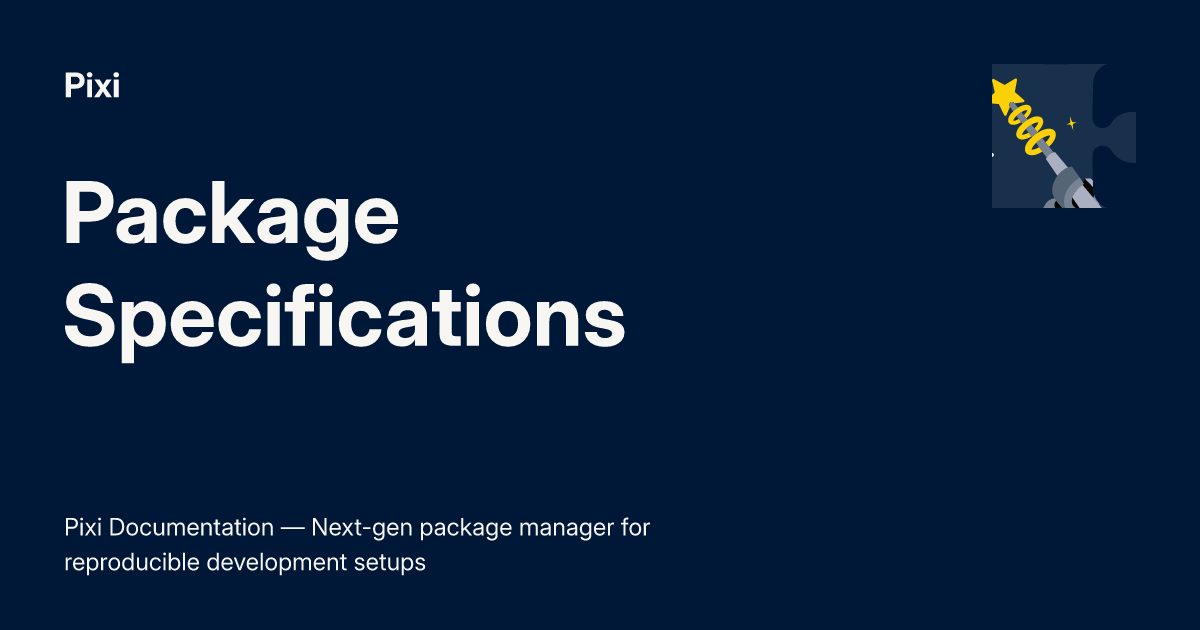 Pixi
Package
Specifications
Pixi Documentation — Next-gen package manager for
reproducible development setups